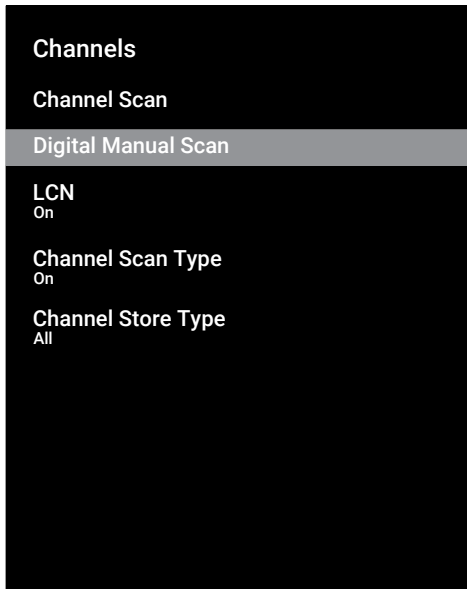 Channels
Channel Scan
Digital Manual Scan
LCN
On
Channel Scan Type
On
Channel Store Type
All